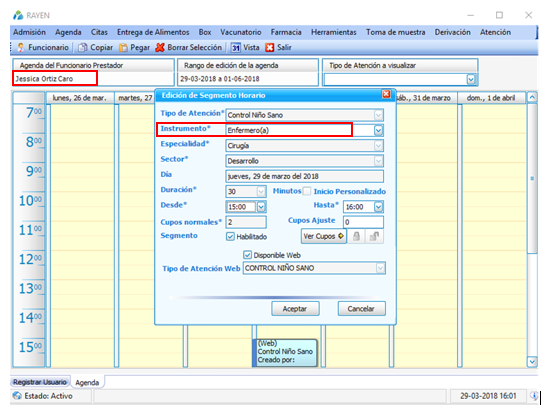 RAYEN
Admisión Agenda Citas Entrega de Alimentos Box Vacunatorio Farmacia Herramientas Toma de muestra Derivación Atención
Funcionario Copiar Pegar Borrar Selección 31 Vista Salir
Agenda del Funcionario Prestador Rango de edición de la agenda Tipo de Atención a visualizar
Jessica Ortiz Caro 29-03-2018 a 01-06-2018
lunes, 26 de mar. martes, 27 sáb., 31 de marzo dom., 1 de abril
Edición de Segmento Horario
7:00
Tipo de Atención* Control Niño Sano
Instrumento* Enfermero(a)
8:00
Especialidad* Cirugía
Sector* Desarrollo
9:00
Día jueves, 29 de marzo del 2018
Duración* 30 Minutos Inicio Personalizado
10:00
Desde* 15:00 Hasta* 16:00
Cupos normales* 2 Cupos Ajuste 0
11:00
Segmento Habilitado Ver Cupos
Disponible Web
12:00
Tipo de Atención Web CONTROL NIÑO SANO
13:00
Aceptar Cancelar
14:00
15:00
(Web)
Control Niño Sano
Creado por:
Registrar Usuario Agenda
Estado: Activo 29-03-2018 16:01